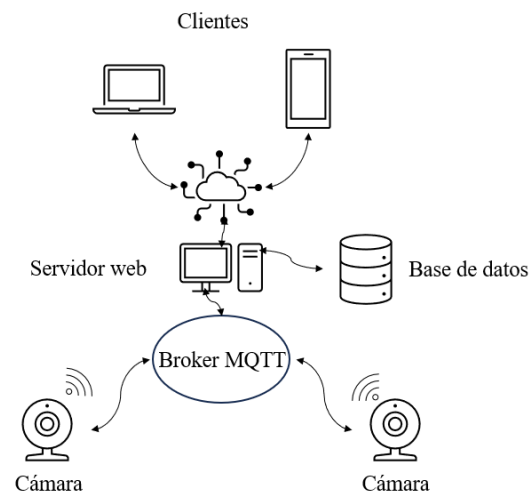 Clientes
Servidor web
Base de datos
Broker MQTT
Cámara
Cámara